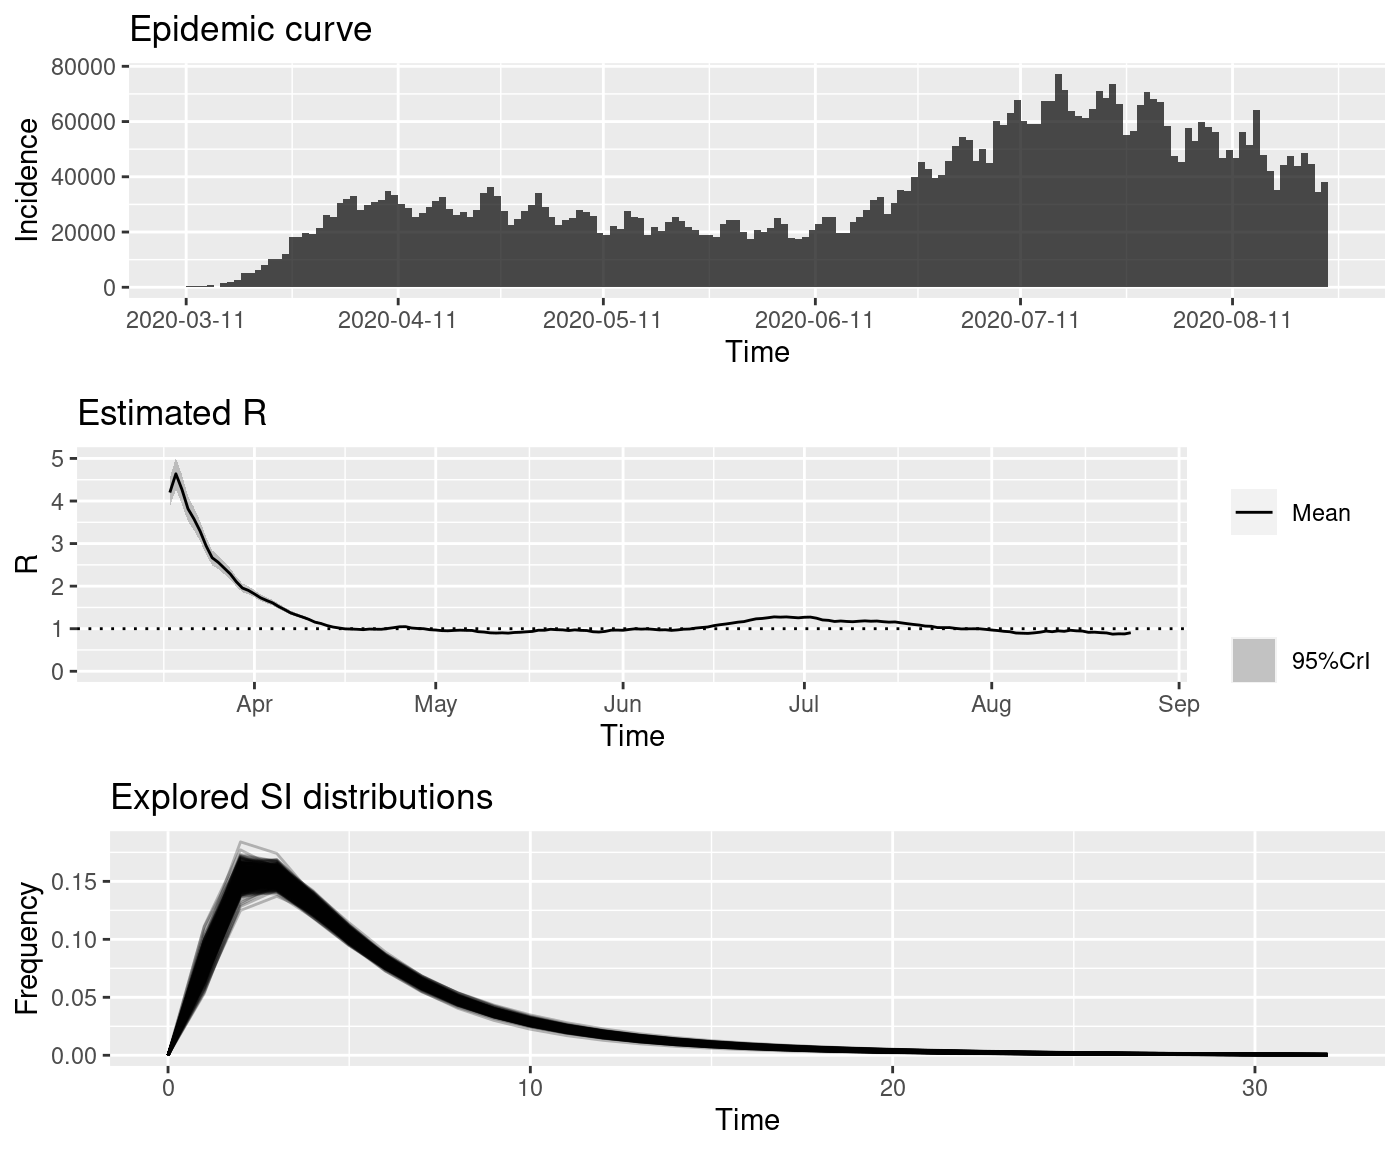 Epidemic curve
80000
60000
40000
20000
0
Incidence
2020-03-11 2020-04-11 2020-05-11 2020-06-11 2020-07-11 2020-08-11
Time
Estimated R
5
4
3
2
1
0
R
Apr May Jun Jul Aug Sep
Time
Mean
95%CrI
Explored SI distributions
0.15
0.10
0.05
0.00
Frequency
0 10 20 30
Time